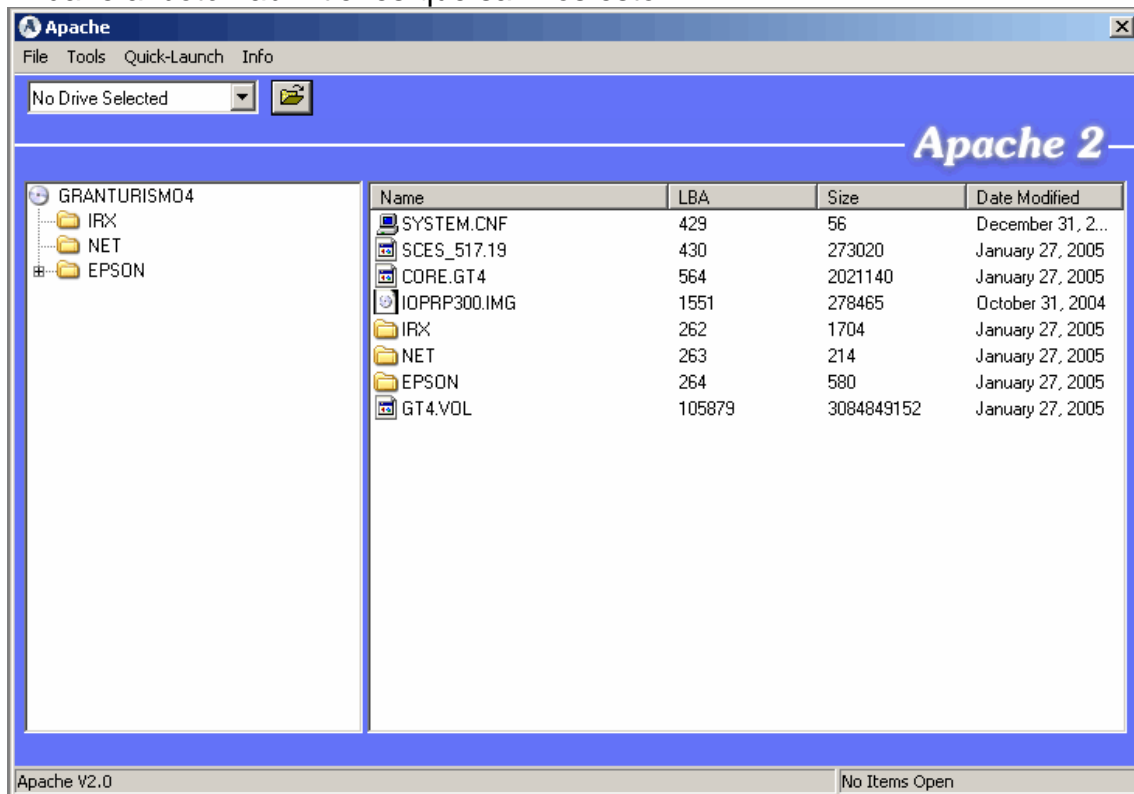 Apache
File Tools Quick-Launch Info
No Drive Selected
Apache 2
GRANTURISMO4
IRX
NET
EPSON
Name LBA Size Date Modified
SYSTEM.CNF 429 56 December 31, 2...
SCES_517.19 430 273020 January 27, 2005
CORE.GT4 564 2021140 January 27, 2005
IOPRP300.IMG 1551 278465 October 31, 2004
IRX 262 1704 January 27, 2005
NET 263 214 January 27, 2005
EPSON 264 580 January 27, 2005
GT4.VOL 105879 3084849152 January 27, 2005
Apache V2.0 No Items Open